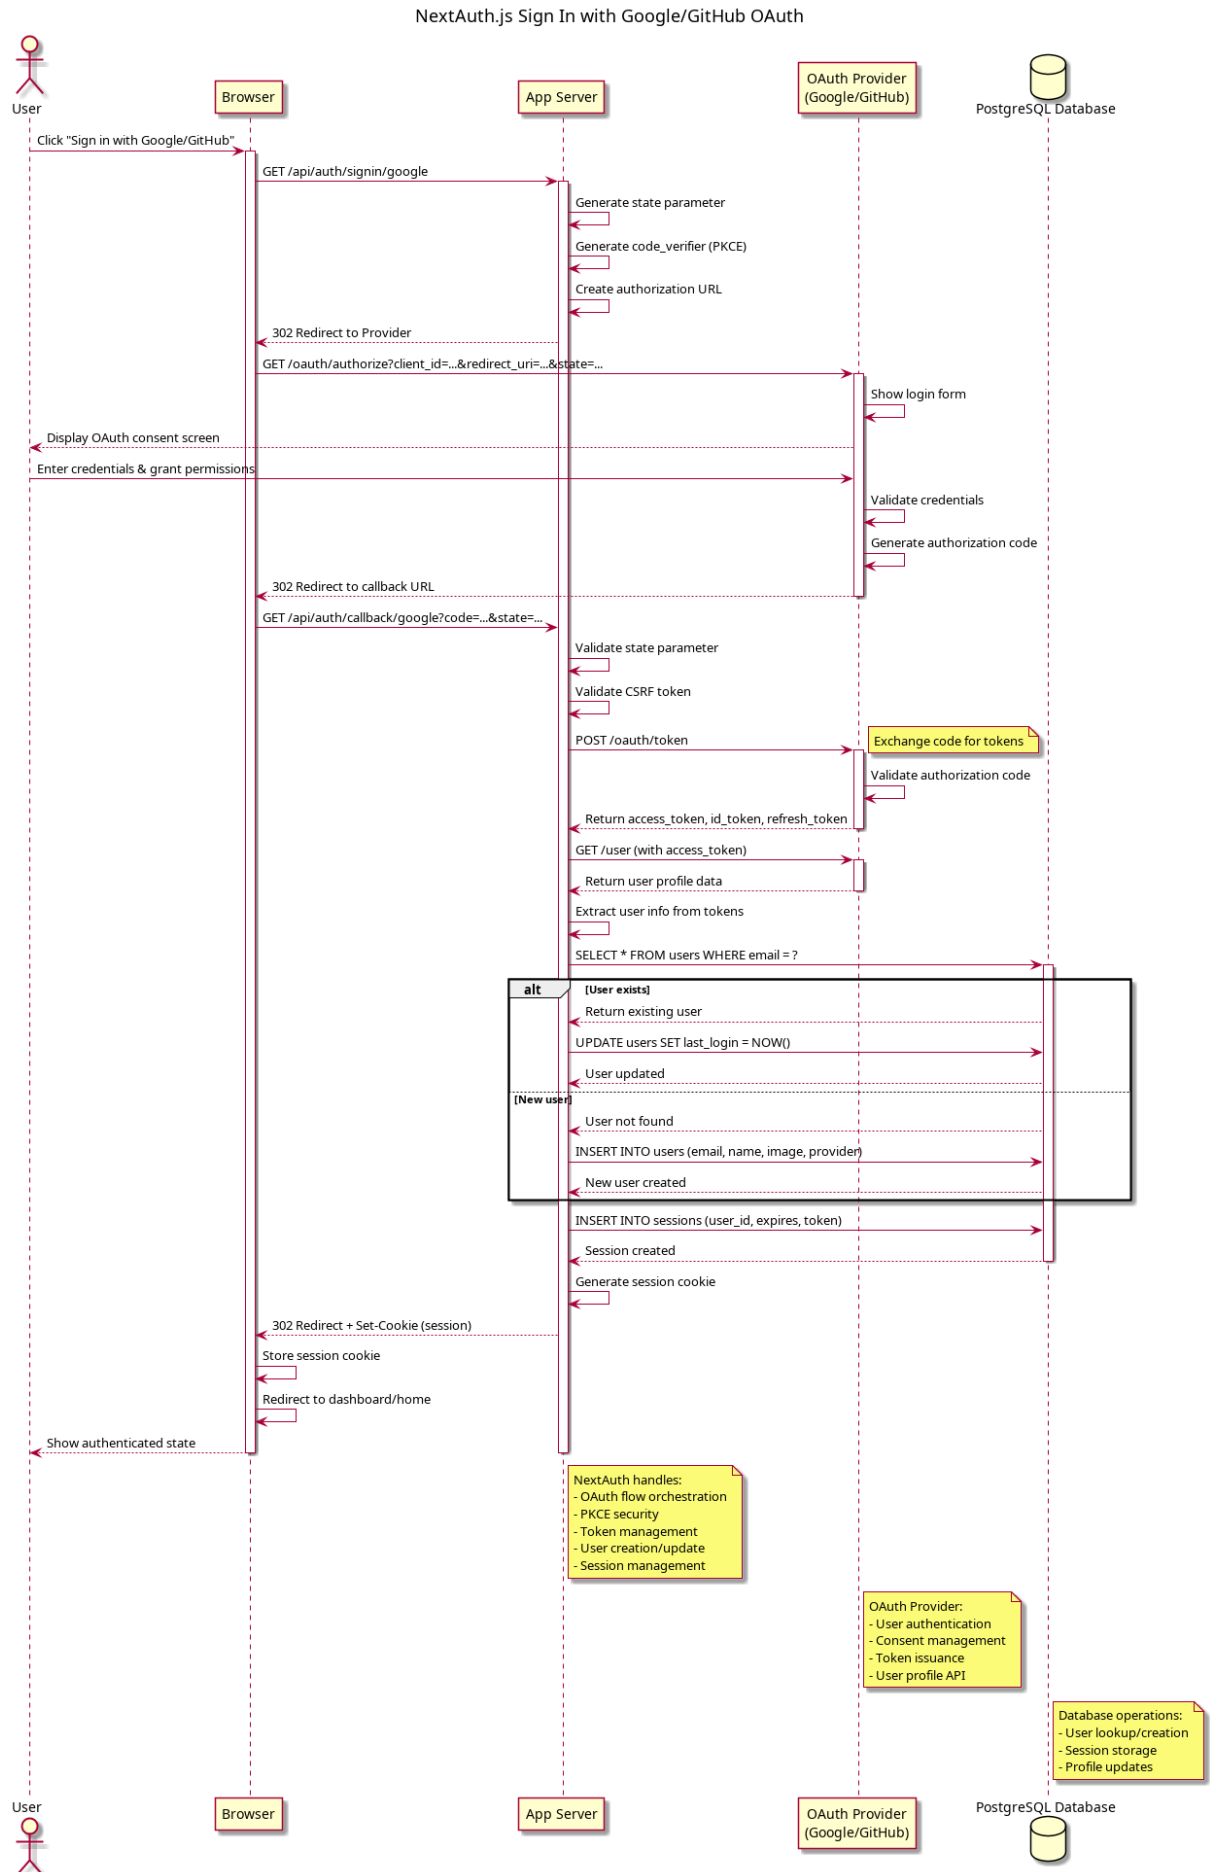 NextAuth.js Sign In with Google/GitHub OAuth
User
Browser
App Server
OAuth Provider
(Google/GitHub)
PostgreSQL Database
Click "Sign in with Google/GitHub"
GET /api/auth/signin/google
Generate state parameter
Generate code_verifier (PKCE)
Create authorization URL
302 Redirect to Provider
GET /oauth/authorize?client_id=...&redirect_uri=...&state=...
Show login form
Display OAuth consent screen
Enter credentials & grant permissions
Validate credentials
Generate authorization code
302 Redirect to callback URL
GET /api/auth/callback/google?code=...&state=...
Validate state parameter
Validate CSRF token
POST /oauth/token
Exchange code for tokens
Validate authorization code
Return access_token, id_token, refresh_token
GET /user (with access_token)
Return user profile data
Extract user info from tokens
SELECT * FROM users WHERE email = ?
alt
[User exists]
Return existing user
UPDATE users SET last_login = NOW()
User updated
[New user]
User not found
INSERT INTO users (email, name, image, provider)
New user created
INSERT INTO sessions (user_id, expires, token)
Session created
Generate session cookie
302 Redirect + Set-Cookie (session)
Store session cookie
Redirect to dashboard/home
Show authenticated state
NextAuth handles:
- OAuth flow orchestration
- PKCE security
- Token management
- User creation/update
- Session management
OAuth Provider:
- User authentication
- Consent management
- Token issuance
- User profile API
Database operations:
- User lookup/creation
- Session storage
- Profile updates
User
Browser
App Server
OAuth Provider
(Google/GitHub)
PostgreSQL Database